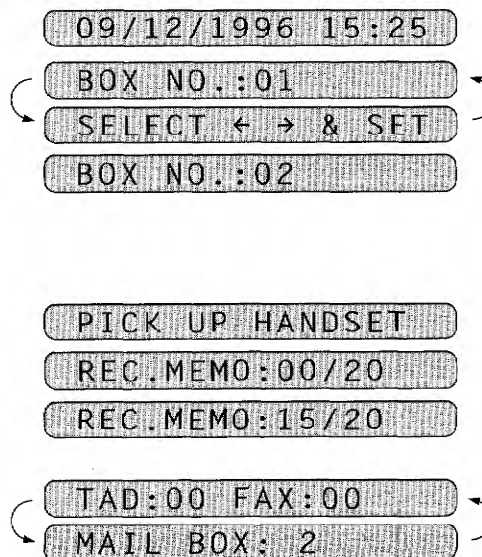 09/12/1996 15:25
BOX NO.:01
SELECT ← → & SET
BOX NO.:02
PICK UP HANDSET
REC.MEMO:00/20
REC.MEMO:15/20
TAD:00 FAX:00
MAIL BOX: 2